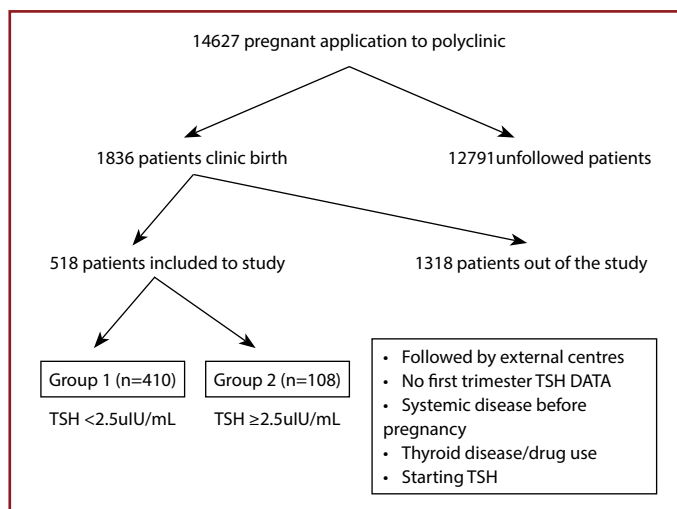 14627 pregnant application to polyclinic
1836 patients clinic birth
12791unfollowed patients
518 patients included to study
1318 patients out of the study
Group 1 (n=410)
Group 2 (n=108)
TSH <2.5uIU/mL
TSH ≥2.5uIU/mL
• Followed by external centres
• No first trimester TSH DATA
• Systemic disease before
pregnancy
• Thyroid disease/drug use
• Starting TSH